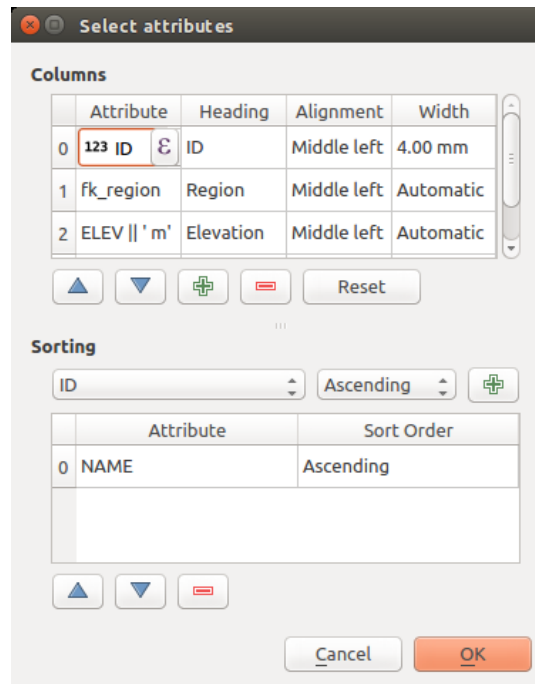 Select attributes
Columns
Attribute Heading Alignment Width
0 123 ID ε ID Middle left 4.00 mm
1 fk_region Region Middle left Automatic
2 ELEV || ' m' Elevation Middle left Automatic
Reset
Sorting
ID Ascending
Attribute Sort Order
0 NAME Ascending
Cancel OK